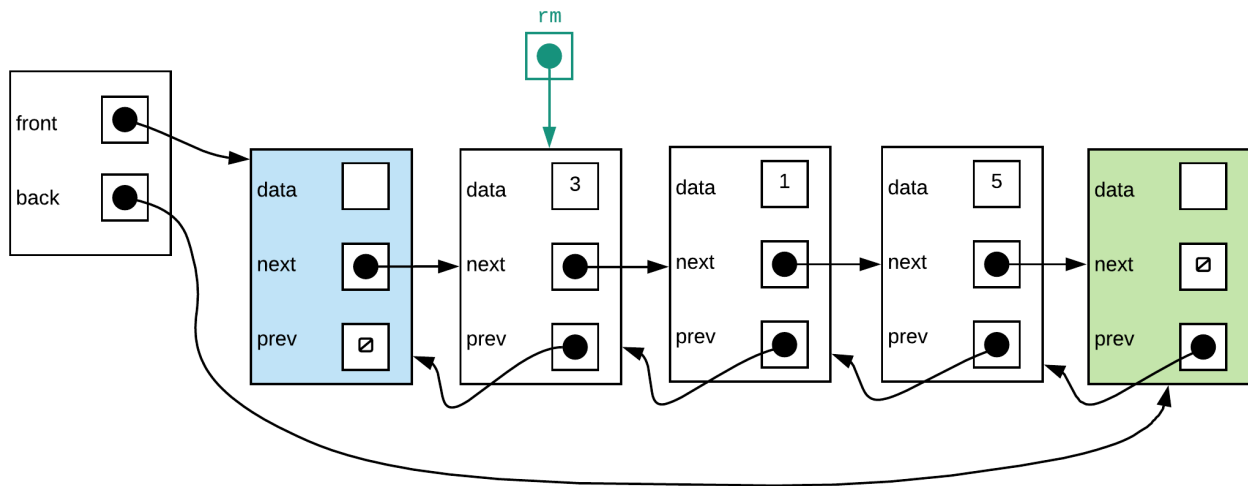 rm
front
back
data
next
prev
data 3
next
prev
data 1
next
prev
data 5
next
prev
data
next
prev